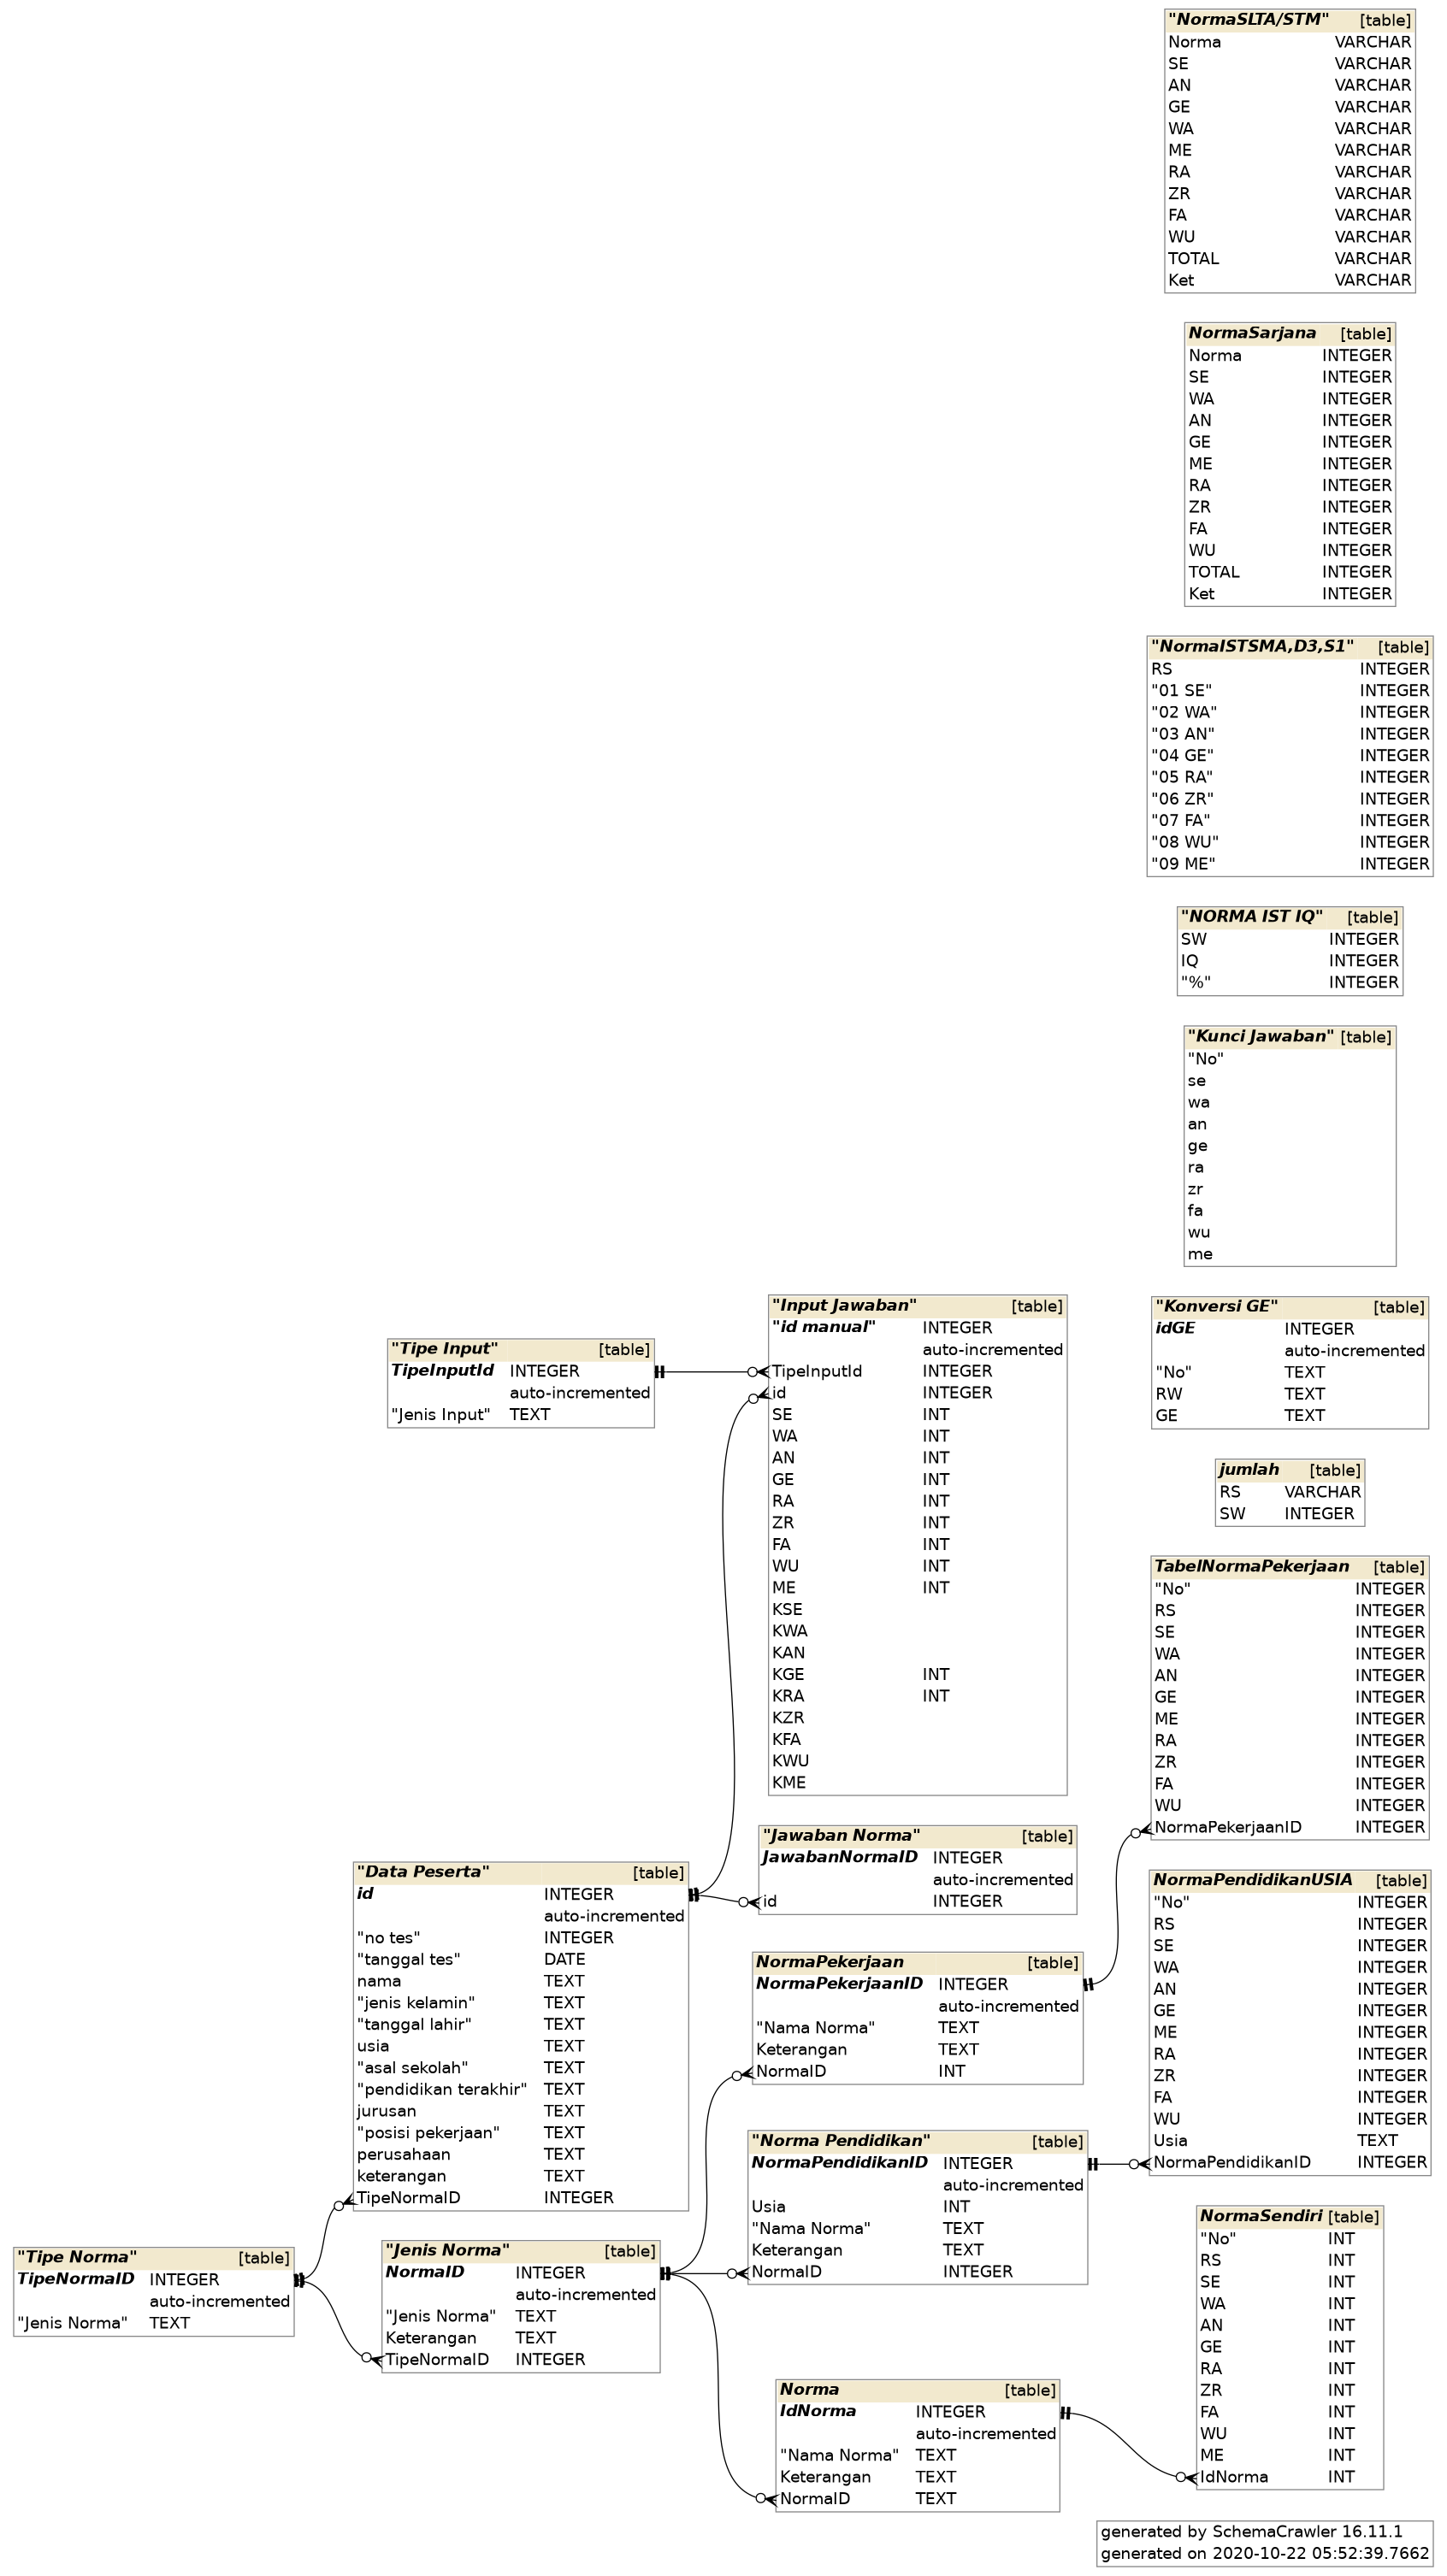 "NormaSLTA/STM" [table]
Norma VARCHAR
SE VARCHAR
AN VARCHAR
GE VARCHAR
WA VARCHAR
ME VARCHAR
RA VARCHAR
ZR VARCHAR
FA VARCHAR
WU VARCHAR
TOTAL VARCHAR
Ket VARCHAR
NormaSarjana [table]
Norma INTEGER
SE INTEGER
WA INTEGER
AN INTEGER
GE INTEGER
ME INTEGER
RA INTEGER
ZR INTEGER
FA INTEGER
WU INTEGER
TOTAL INTEGER
Ket INTEGER
"NormaISTSMA,D3,S1" [table]
RS INTEGER
"01 SE" INTEGER
"02 WA" INTEGER
"03 AN" INTEGER
"04 GE" INTEGER
"05 RA" INTEGER
"06 ZR" INTEGER
"07 FA" INTEGER
"08 WU" INTEGER
"09 ME" INTEGER
"NORMA IST IQ" [table]
SW INTEGER
IQ INTEGER
"%" INTEGER
"Kunci Jawaban" [table]
"No"
se
wa
an
ge
ra
zr
fa
wu
me
"Tipe Input" [table]
TipeInputId INTEGER
auto-incremented
"Jenis Input" TEXT
"Input Jawaban" [table]
"id manual" INTEGER
auto-incremented
TipeInputId INTEGER
id INTEGER
SE INT
WA INT
AN INT
GE INT
RA INT
ZR INT
FA INT
WU INT
ME INT
KSE
KWA
KAN
KGE INT
KRA INT
KZR
KFA
KWU
KME
"Konversi GE" [table]
idGE INTEGER
auto-incremented
"No" TEXT
RW TEXT
GE TEXT
jumlah [table]
RS VARCHAR
SW INTEGER
TabelNormaPekerjaan [table]
"No" INTEGER
RS INTEGER
SE INTEGER
WA INTEGER
AN INTEGER
GE INTEGER
ME INTEGER
RA INTEGER
ZR INTEGER
FA INTEGER
WU INTEGER
NormaPekerjaanID INTEGER
"Data Peserta" [table]
id INTEGER
auto-incremented
"no tes" INTEGER
"tanggal tes" DATE
nama TEXT
"jenis kelamin" TEXT
"tanggal lahir" TEXT
usia TEXT
"asal sekolah" TEXT
"pendidikan terakhir" TEXT
jurusan TEXT
"posisi pekerjaan" TEXT
perusahaan TEXT
keterangan TEXT
TipeNormaID INTEGER
"Jawaban Norma" [table]
JawabanNormaID INTEGER
auto-incremented
id INTEGER
NormaPekerjaan [table]
NormaPekerjaanID INTEGER
auto-incremented
"Nama Norma" TEXT
Keterangan TEXT
NormaID INT
NormaPendidikanUSIA [table]
"No" INTEGER
RS INTEGER
SE INTEGER
WA INTEGER
AN INTEGER
GE INTEGER
ME INTEGER
RA INTEGER
ZR INTEGER
FA INTEGER
WU INTEGER
Usia TEXT
NormaPendidikanID INTEGER
"Norma Pendidikan" [table]
NormaPendidikanID INTEGER
auto-incremented
Usia INT
"Nama Norma" TEXT
Keterangan TEXT
NormaID INTEGER
"Tipe Norma" [table]
TipeNormaID INTEGER
auto-incremented
"Jenis Norma" TEXT
"Jenis Norma" [table]
NormaID INTEGER
auto-incremented
"Jenis Norma" TEXT
Keterangan TEXT
TipeNormaID INTEGER
NormaSendiri [table]
"No" INT
RS INT
SE INT
WA INT
AN INT
GE INT
RA INT
ZR INT
FA INT
WU INT
ME INT
IdNorma INT
Norma [table]
IdNorma INTEGER
auto-incremented
"Nama Norma" TEXT
Keterangan TEXT
NormaID TEXT
generated by SchemaCrawler 16.11.1
generated on 2020-10-22 05:52:39.7662